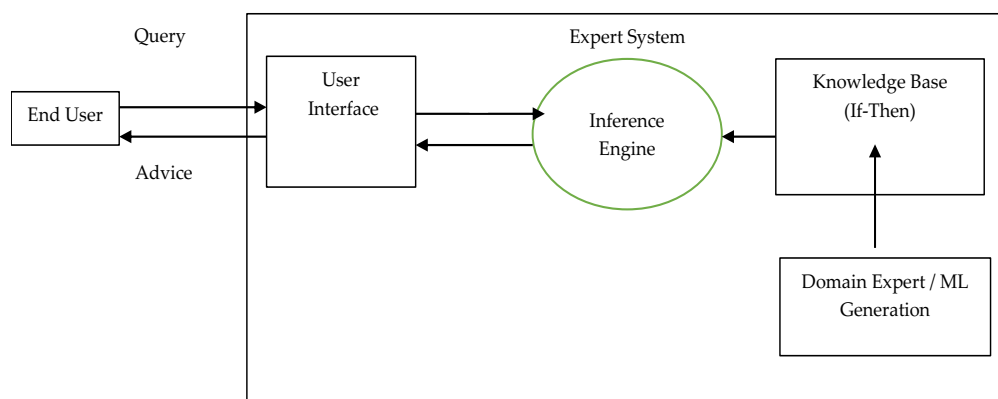 Query
Expert System
End User
User
Interface
Inference
Engine
Knowledge Base
(If-Then)
Advice
Domain Expert / ML
Generation